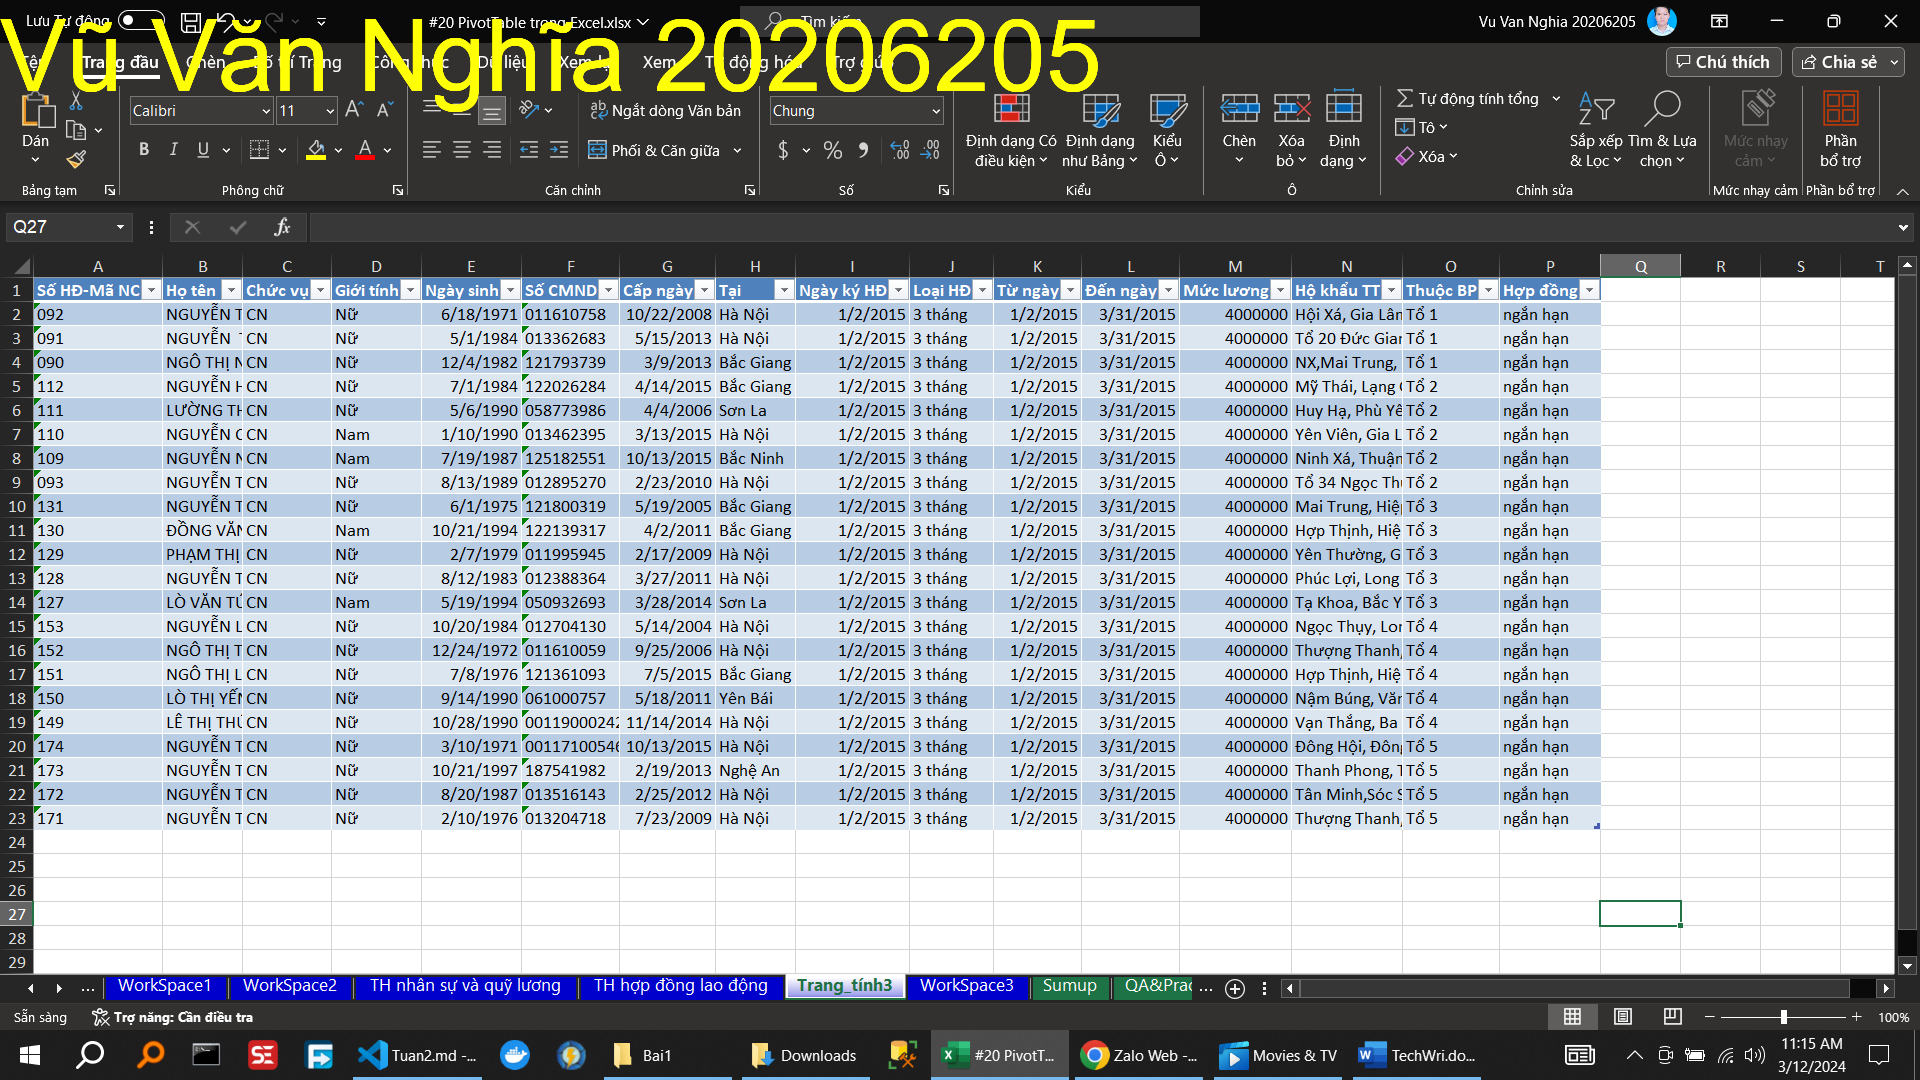 Lưu Tự động #20 PivotTable trong Excel.xlsx Tìm kiếm Vu Van Nghia 20206205
Vũ Văn Nghĩa 20206205
Tệp Trang đầu Chèn Bố trí Trang Công thức Dữ liệu Xem lại Xem Tự động hóa Trợ giúp Chú thích Chia sẻ
Calibri 11 Ngắt dòng Văn bản Chung
Dán Phối & Căn giữa
Định dạng Có điều kiện Định dạng như Bảng Kiểu Ô Chèn Xóa bỏ Định dạng
Tự động tính tổng
Tô
Xóa
Sắp xếp & Lọc Tìm & Lựa chọn Mức nhạy cảm Phần bổ trợ
Bảng tạm Phông chữ Căn chỉnh Số Kiểu Ô Chỉnh sửa Mức nhạy cảm Phần bổ trợ
Q27 fx
A B C D E F G H I J K L M N O P Q R S T
1 Số HĐ-Mã NC Họ tên Chức vụ Giới tính Ngày sinh Số CMND Cấp ngày Tại Ngày ký HĐ Loại HĐ Từ ngày Đến ngày Mức lương Hộ khẩu TT Thuộc BP Hợp đồng
2 092 NGUYỄN T CN Nữ 6/18/1971 011610758 10/22/2008 Hà Nội 1/2/2015 3 tháng 1/2/2015 3/31/2015 4000000 Hội Xá, Gia Lâm Tổ 1 ngắn hạn
3 091 NGUYỄN T CN Nữ 5/1/1984 013362683 5/15/2013 Hà Nội 1/2/2015 3 tháng 1/2/2015 3/31/2015 4000000 Tổ 20 Đức Gian Tổ 1 ngắn hạn
4 090 NGÔ THỊ N CN Nữ 12/4/1982 121793739 3/9/2013 Bắc Giang 1/2/2015 3 tháng 1/2/2015 3/31/2015 4000000 NX,Mai Trung, Tổ 1 ngắn hạn
5 112 NGUYỄN H CN Nữ 7/1/1984 122026284 4/14/2015 Bắc Giang 1/2/2015 3 tháng 1/2/2015 3/31/2015 4000000 Mỹ Thái, Lạng Tổ 2 ngắn hạn
6 111 LƯỜNG TH CN Nữ 5/6/1990 058773986 4/4/2006 Sơn La 1/2/2015 3 tháng 1/2/2015 3/31/2015 4000000 Huy Hạ, Phù Yê Tổ 2 ngắn hạn
7 110 NGUYỄN C CN Nam 1/10/1990 013462395 3/13/2015 Hà Nội 1/2/2015 3 tháng 1/2/2015 3/31/2015 4000000 Yên Viên, Gia L Tổ 2 ngắn hạn
8 109 NGUYỄN N CN Nam 7/19/1987 125182551 10/13/2015 Bắc Ninh 1/2/2015 3 tháng 1/2/2015 3/31/2015 4000000 Ninh Xá, Thuận Tổ 2 ngắn hạn
9 093 NGUYỄN T CN Nữ 8/13/1989 012895270 2/23/2010 Hà Nội 1/2/2015 3 tháng 1/2/2015 3/31/2015 4000000 Tổ 34 Ngọc Thụ Tổ 2 ngắn hạn
10 131 NGUYỄN T CN Nữ 6/1/1975 121800319 5/19/2005 Bắc Giang 1/2/2015 3 tháng 1/2/2015 3/31/2015 4000000 Mai Trung, Hiệp Tổ 3 ngắn hạn
11 130 ĐỒNG VĂN CN Nam 10/21/1994 122139317 4/2/2011 Bắc Giang 1/2/2015 3 tháng 1/2/2015 3/31/2015 4000000 Hợp Thịnh, Hiệ Tổ 3 ngắn hạn
12 129 PHẠM THỊ CN Nữ 2/7/1979 011995945 2/17/2009 Hà Nội 1/2/2015 3 tháng 1/2/2015 3/31/2015 4000000 Yên Thường, G Tổ 3 ngắn hạn
13 128 NGUYỄN T CN Nữ 8/12/1983 012388364 3/27/2011 Hà Nội 1/2/2015 3 tháng 1/2/2015 3/31/2015 4000000 Phúc Lợi, Long Tổ 3 ngắn hạn
14 127 LÒ VĂN TÚ CN Nam 5/19/1994 050932693 3/28/2014 Sơn La 1/2/2015 3 tháng 1/2/2015 3/31/2015 4000000 Tạ Khoa, Bắc Y Tổ 3 ngắn hạn
15 153 NGUYỄN L CN Nữ 10/20/1984 012704130 5/14/2004 Hà Nội 1/2/2015 3 tháng 1/2/2015 3/31/2015 4000000 Ngọc Thụy, Lon Tổ 4 ngắn hạn
16 152 NGÔ THỊ T CN Nữ 12/24/1972 011610059 9/25/2006 Hà Nội 1/2/2015 3 tháng 1/2/2015 3/31/2015 4000000 Thượng Thanh, Tổ 4 ngắn hạn
17 151 NGÔ THỊ L CN Nữ 7/8/1976 121361093 7/5/2015 Bắc Giang 1/2/2015 3 tháng 1/2/2015 3/31/2015 4000000 Hợp Thịnh, Hiệ Tổ 4 ngắn hạn
18 150 LÒ THỊ YẾN CN Nữ 9/14/1990 061000757 5/18/2011 Yên Bái 1/2/2015 3 tháng 1/2/2015 3/31/2015 4000000 Nậm Búng, Văn Tổ 4 ngắn hạn
19 149 LÊ THỊ THÚ CN Nữ 10/28/1990 00119000242 11/14/2014 Hà Nội 1/2/2015 3 tháng 1/2/2015 3/31/2015 4000000 Vạn Thắng, Ba Tổ 4 ngắn hạn
20 174 NGUYỄN T CN Nữ 3/10/1971 00117100546 10/13/2015 Hà Nội 1/2/2015 3 tháng 1/2/2015 3/31/2015 4000000 Đông Hội, Đông Tổ 5 ngắn hạn
21 173 NGUYỄN T CN Nữ 10/21/1997 187541982 2/19/2013 Nghệ An 1/2/2015 3 tháng 1/2/2015 3/31/2015 4000000 Thanh Phong, T Tổ 5 ngắn hạn
22 172 NGUYỄN T CN Nữ 8/20/1987 013516143 2/25/2012 Hà Nội 1/2/2015 3 tháng 1/2/2015 3/31/2015 4000000 Tân Minh,Sóc S Tổ 5 ngắn hạn
23 171 NGUYỄN T CN Nữ 2/10/1976 013204718 7/23/2009 Hà Nội 1/2/2015 3 tháng 1/2/2015 3/31/2015 4000000 Thượng Thanh, Tổ 5 ngắn hạn
24
25
26
27
28
29
... WorkSpace1 WorkSpace2 TH nhân sự và quỹ lương TH hợp đồng lao động Trang_tính3 WorkSpace3 Sumup QA&Prac ...
Sẵn sàng Trợ năng: Cần điều tra 100%
Tuan2.md -... Bai1 Downloads #20 PivotT... Zalo Web -... Movies & TV TechWri.do... 11:15 AM
3/12/2024